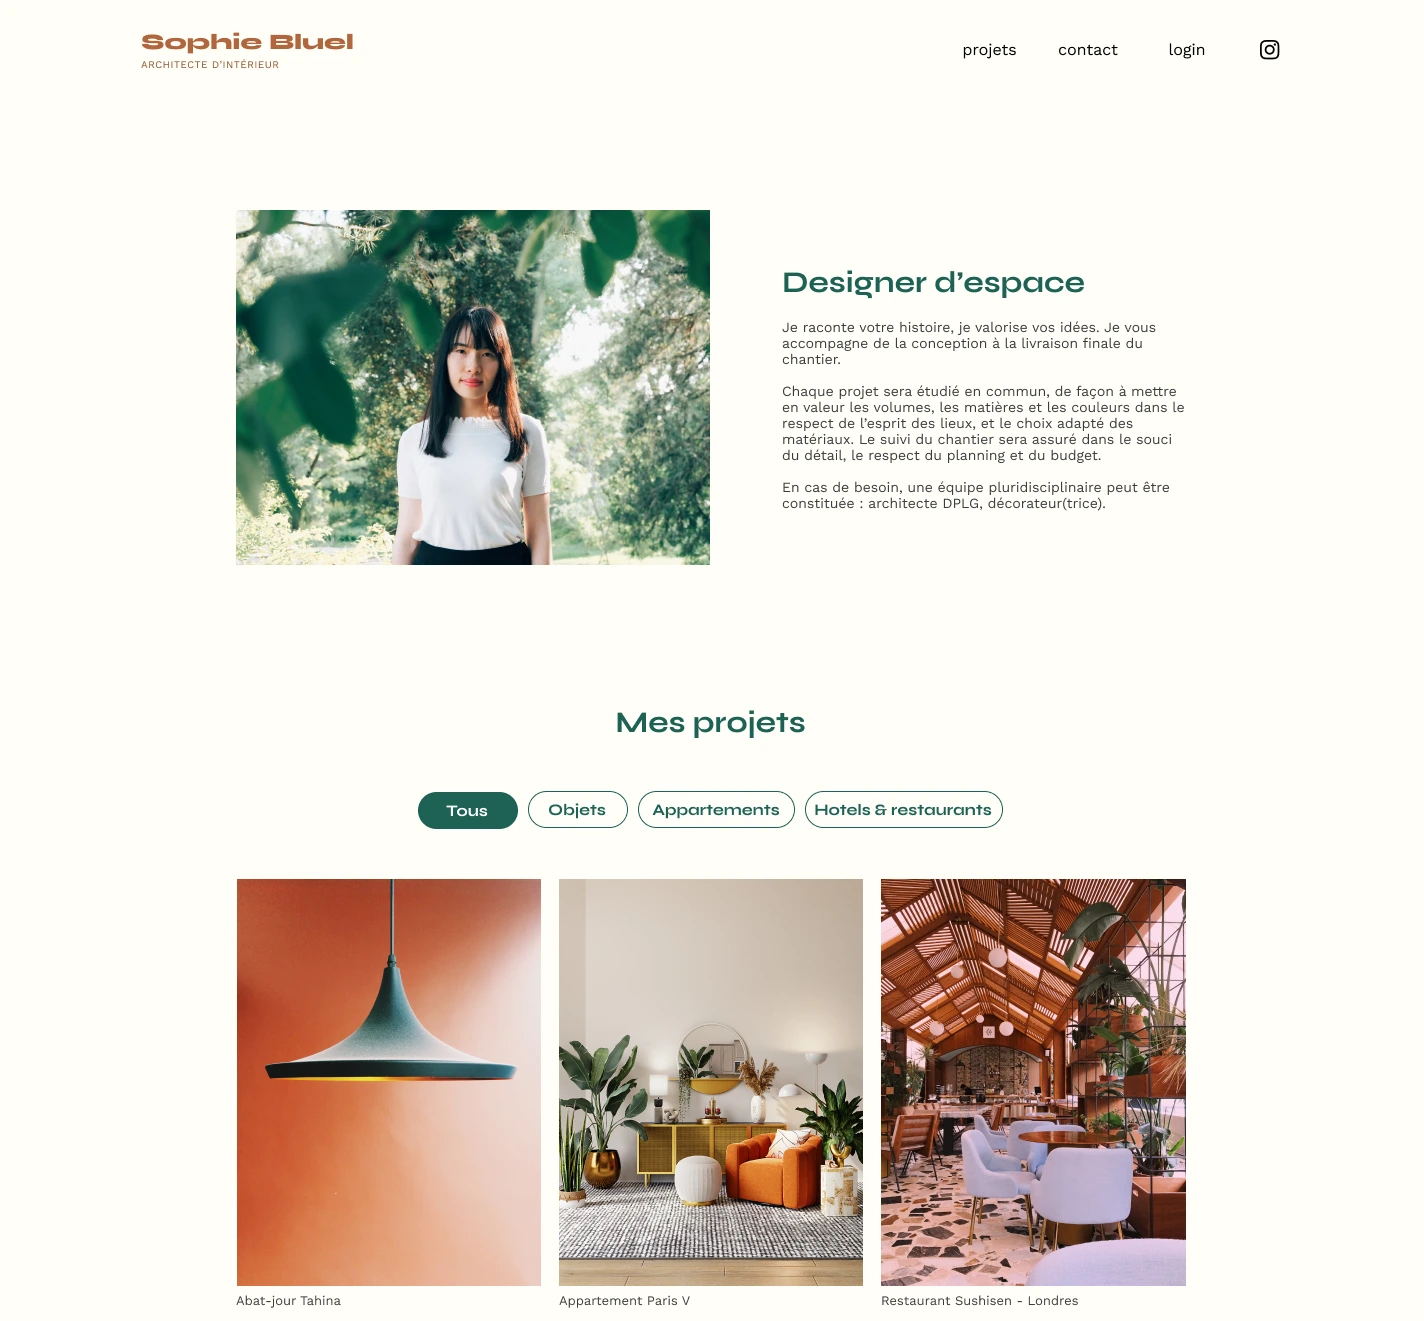 Sophie Bluel
ARCHITECTE D’INTÉRIEUR
projets
contact
login
Designer d’espace
Je raconte votre histoire, je valorise vos idées. Je vous
accompagne de la conception à la livraison finale du
chantier.
Chaque projet sera étudié en commun, de façon à mettre
en valeur les volumes, les matières et les couleurs dans le
respect de l’esprit des lieux, et le choix adapté des
matériaux. Le suivi du chantier sera assuré dans le souci
du détail, le respect du planning et du budget.
En cas de besoin, une équipe pluridisciplinaire peut être
constituée : architecte DPLG, décorateur(trice).
Mes projets
Tous
Objets
Appartements
Hotels & restaurants
Abat-jour Tahina
Appartement Paris V
Restaurant Sushisen - Londres